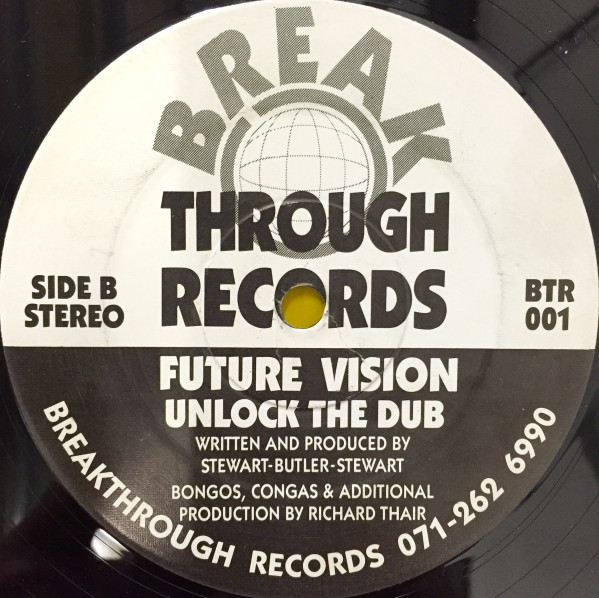 BREAK
THROUGH
RECORDS
SIDE B
STEREO
BTR
001
FUTURE VISION
UNLOCK THE DUB
WRITTEN AND PRODUCED BY
STEWART-BUTLER-STEWART
BONGOS, CONGAS & ADDITIONAL
PRODUCTION BY RICHARD THAIR
BREAKTHROUGH RECORDS 071-262 6990